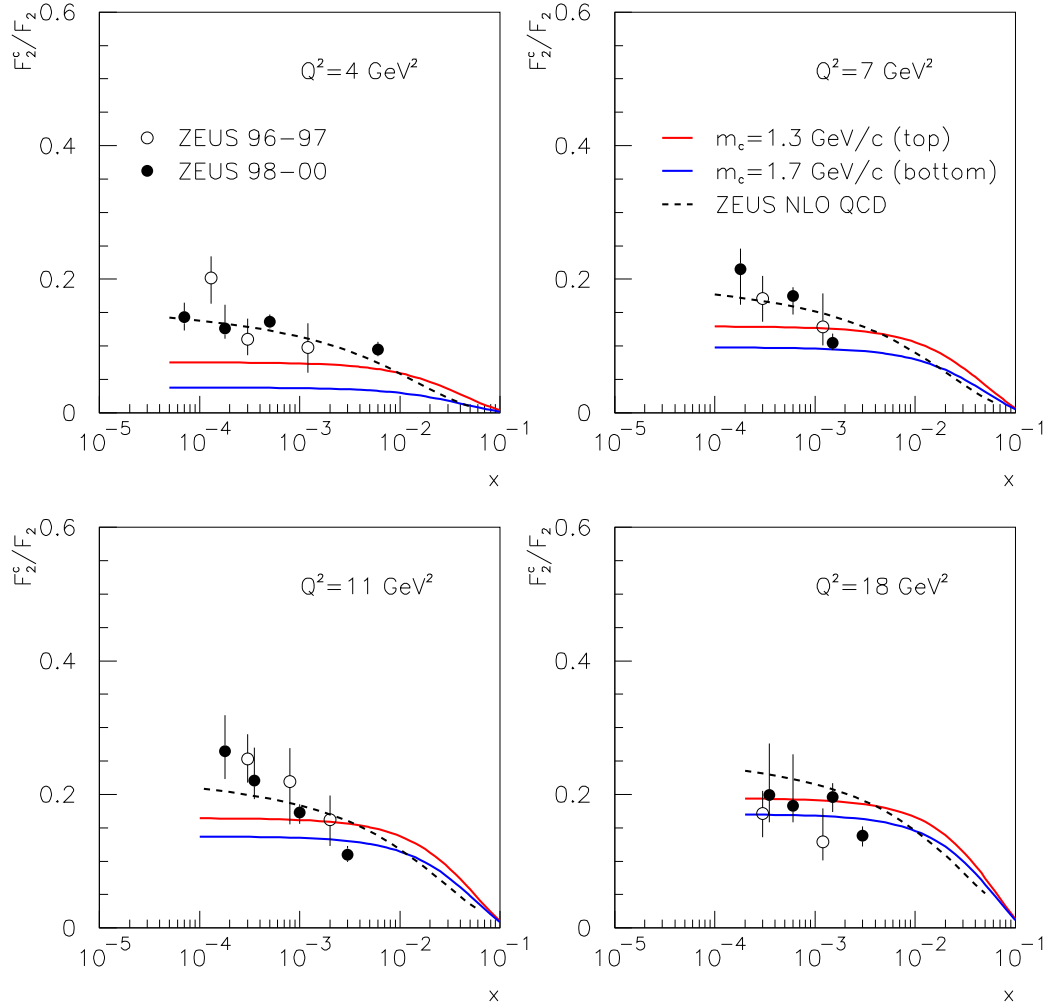 F₂ᶜ/F₂
0.6
Q²=4 GeV²
ZEUS 96−97
ZEUS 98−00
0.4
0.2
0
10⁻⁵ 10⁻⁴ 10⁻³ 10⁻² 10⁻¹
x
F₂ᶜ/F₂
0.6
Q²=7 GeV²
m_c=1.3 GeV/c (top)
m_c=1.7 GeV/c (bottom)
ZEUS NLO QCD
0.4
0.2
0
10⁻⁵ 10⁻⁴ 10⁻³ 10⁻² 10⁻¹
x
F₂ᶜ/F₂
0.6
Q²=11 GeV²
0.4
0.2
0
10⁻⁵ 10⁻⁴ 10⁻³ 10⁻² 10⁻¹
x
F₂ᶜ/F₂
0.6
Q²=18 GeV²
0.4
0.2
0
10⁻⁵ 10⁻⁴ 10⁻³ 10⁻² 10⁻¹
x